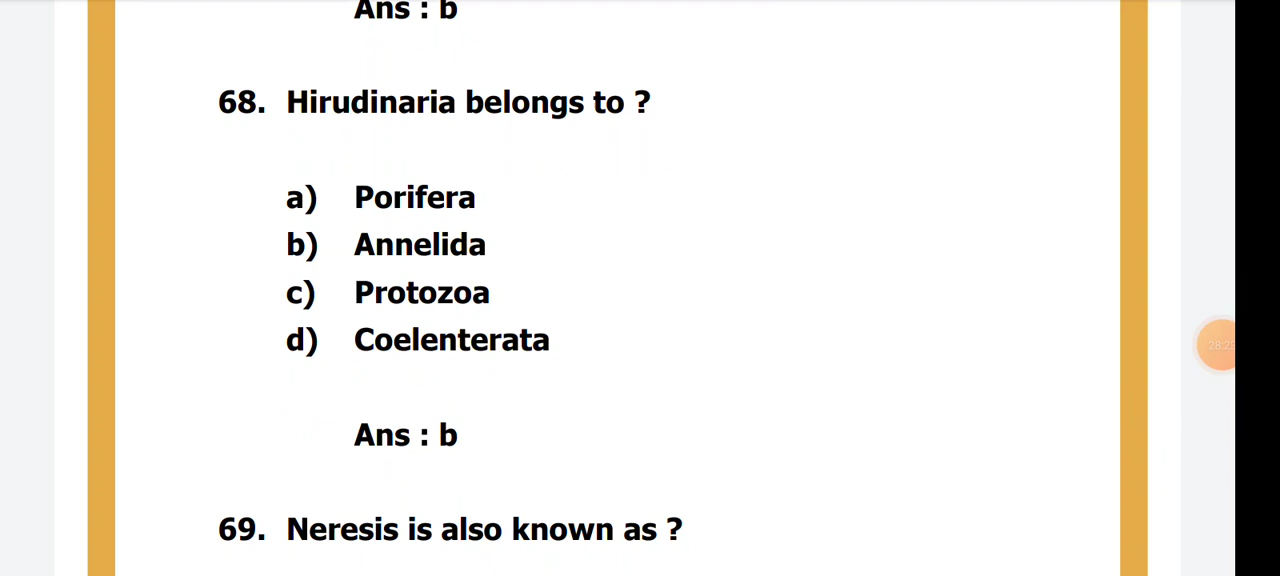 Ans : b
68. Hirudinaria belongs to ?
a) Porifera
b) Annelida
c) Protozoa
d) Coelenterata
Ans : b
69. Neresis is also known as ?